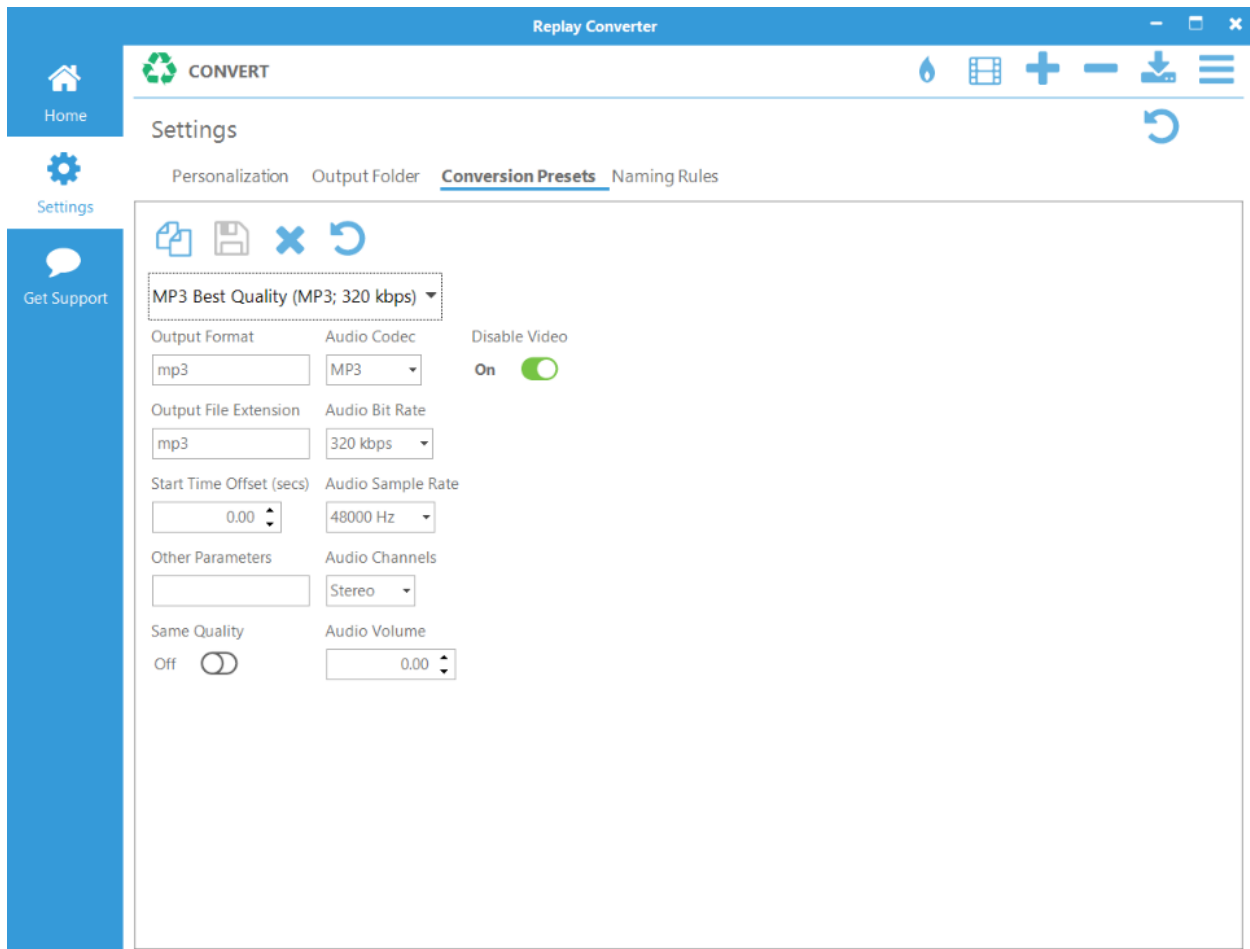 Replay Converter
Home
CONVERT
Settings
Settings
Personalization Output Folder Conversion Presets Naming Rules
Get Support
MP3 Best Quality (MP3; 320 kbps)
Output Format Audio Codec Disable Video
mp3 MP3 On
Output File Extension Audio Bit Rate
mp3 320 kbps
Start Time Offset (secs) Audio Sample Rate
0.00 48000 Hz
Other Parameters Audio Channels
Stereo
Same Quality Audio Volume
Off 0.00